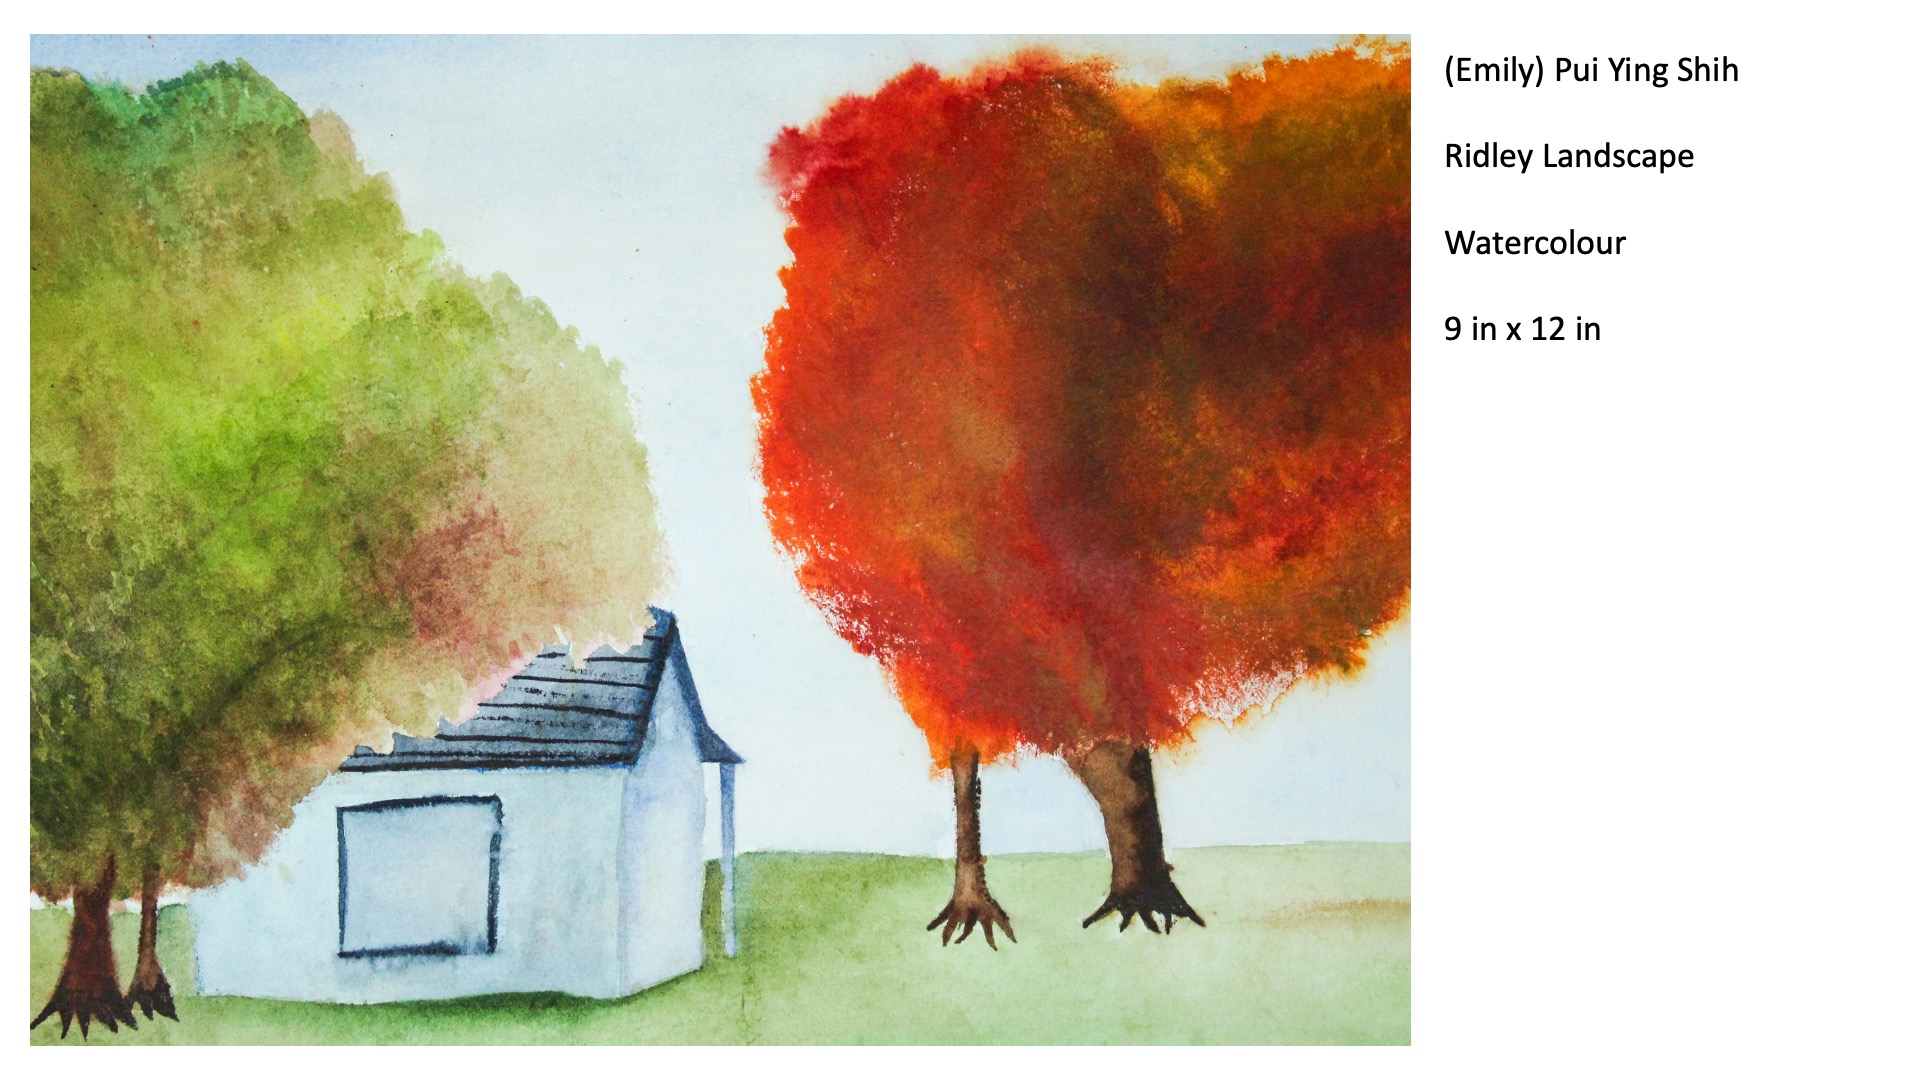 (Emily) Pui Ying Shih
Ridley Landscape
Watercolour
9 in x 12 in